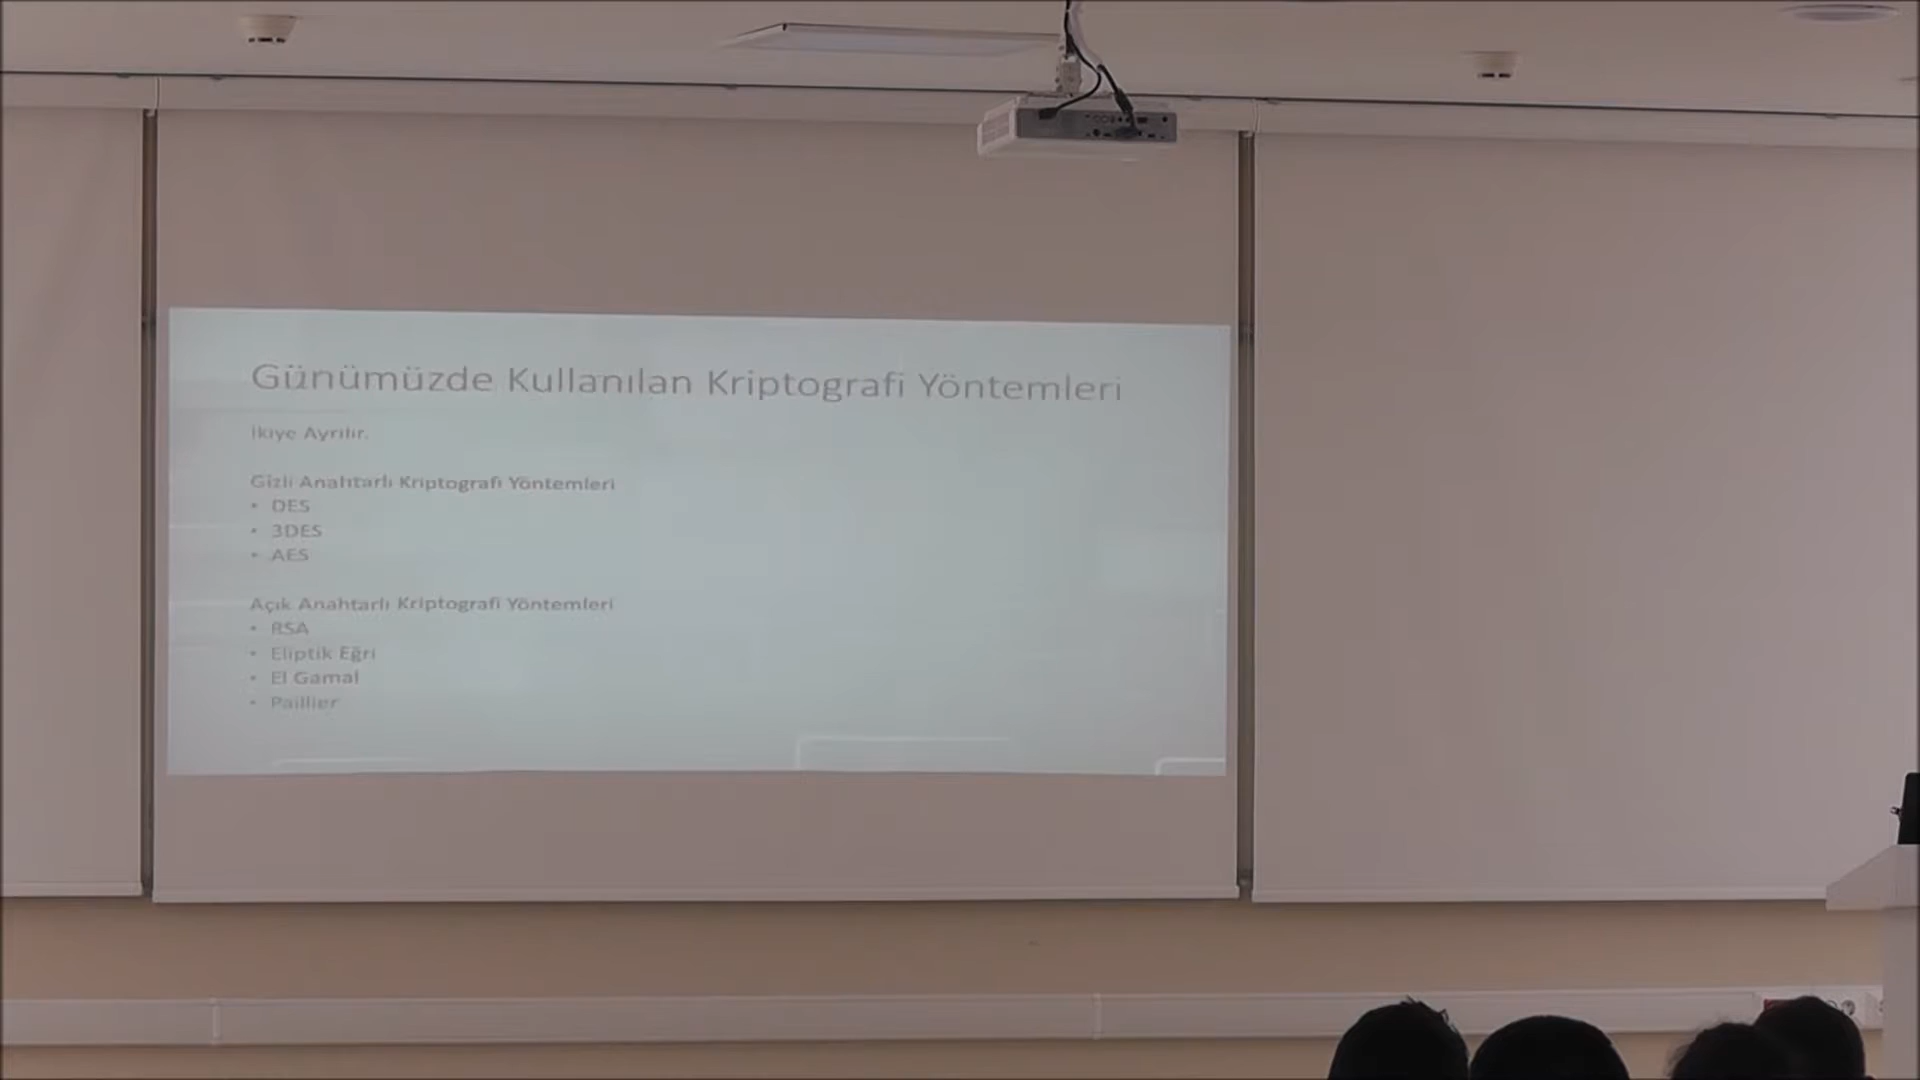 Günümüzde Kullanılan Kriptografi Yöntemleri
İkiye Ayrılır.
Gizli Anahtarlı Kriptografi Yöntemleri
• DES
• 3DES
• AES
Açık Anahtarlı Kriptografi Yöntemleri
• RSA
• Eliptik Eğri
• El Gamal
• Paillier